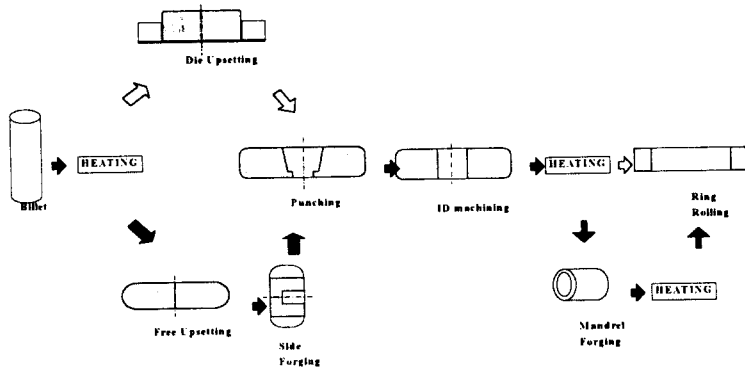 Die Upsetting
HEATING
Billet
Punching
ID machining
HEATING
Ring
Rolling
Free Upsetting
Side
Forging
Mandrel
Forging
HEATING